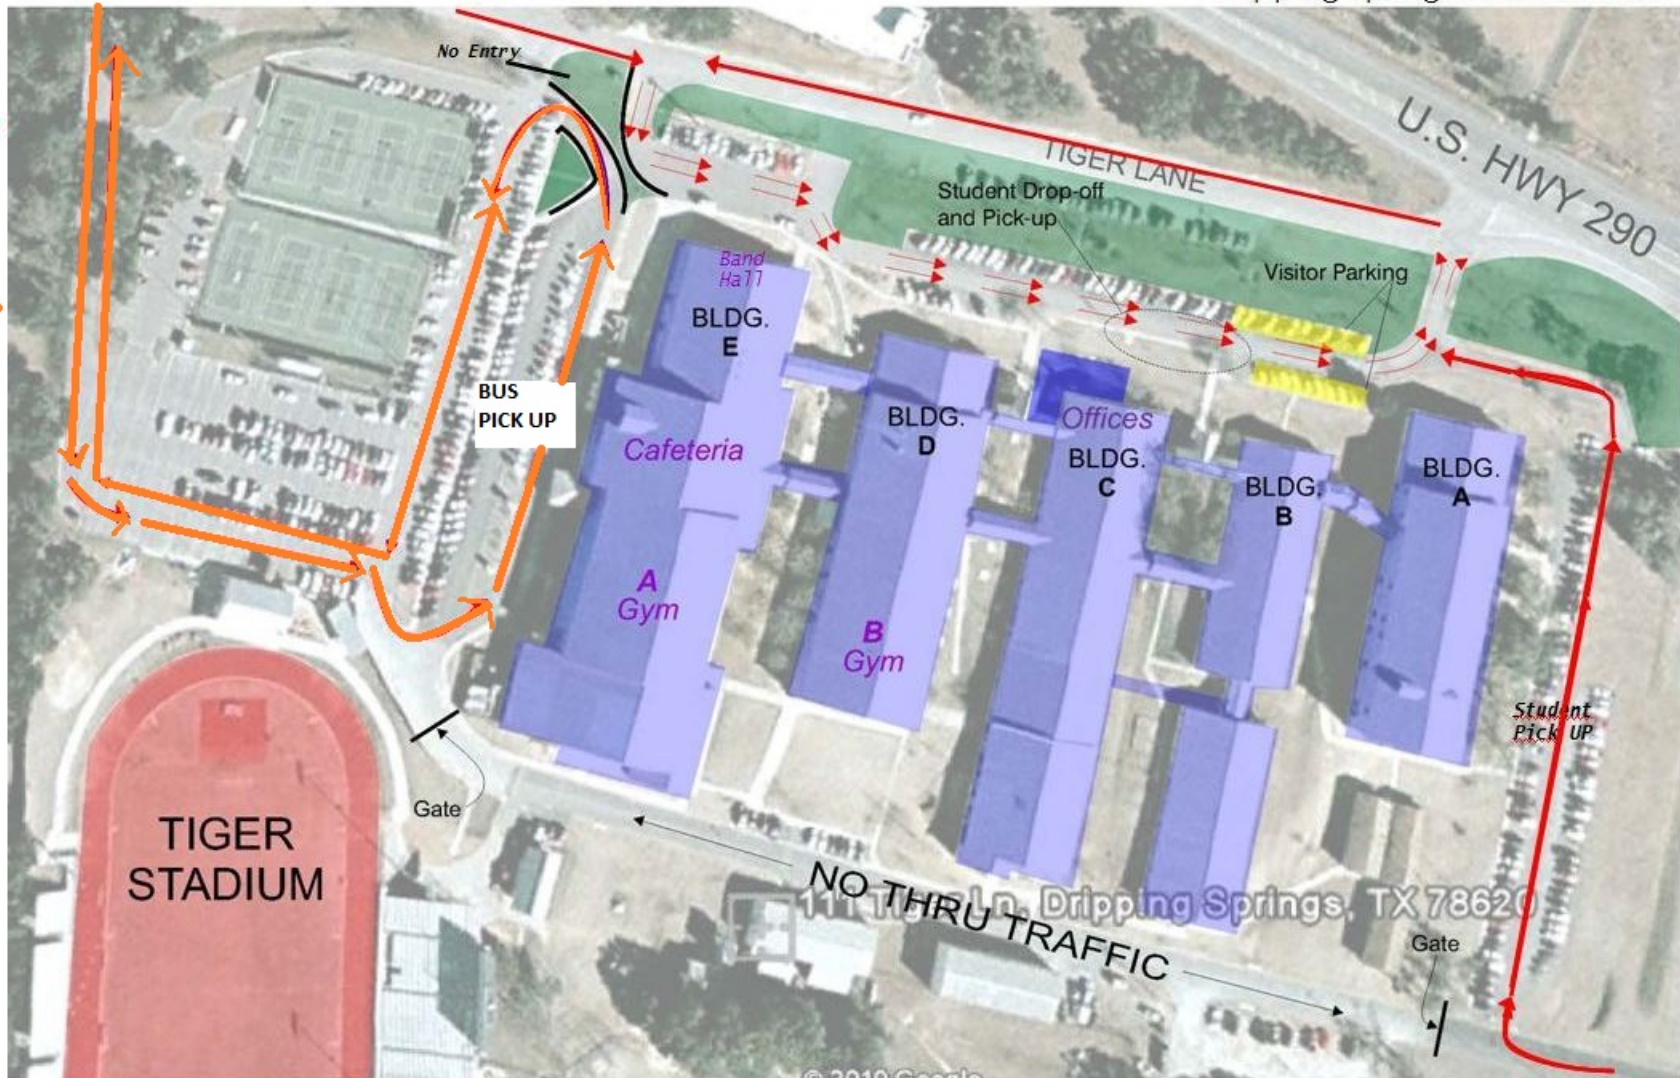 No Entry
U.S. HWY 290
TIGER LANE
Student Drop-off
and Pick-up
Visitor Parking
Band
Hall
BLDG.
E
BUS
PICK UP
BLDG.
D
Offices
BLDG.
C
BLDG.
B
BLDG.
A
Cafeteria
A
Gym
B
Gym
Student
Pick UP
Gate
TIGER
STADIUM
NO THRU TRAFFIC
111 Tiger Ln, Dripping Springs, TX 78620
Gate